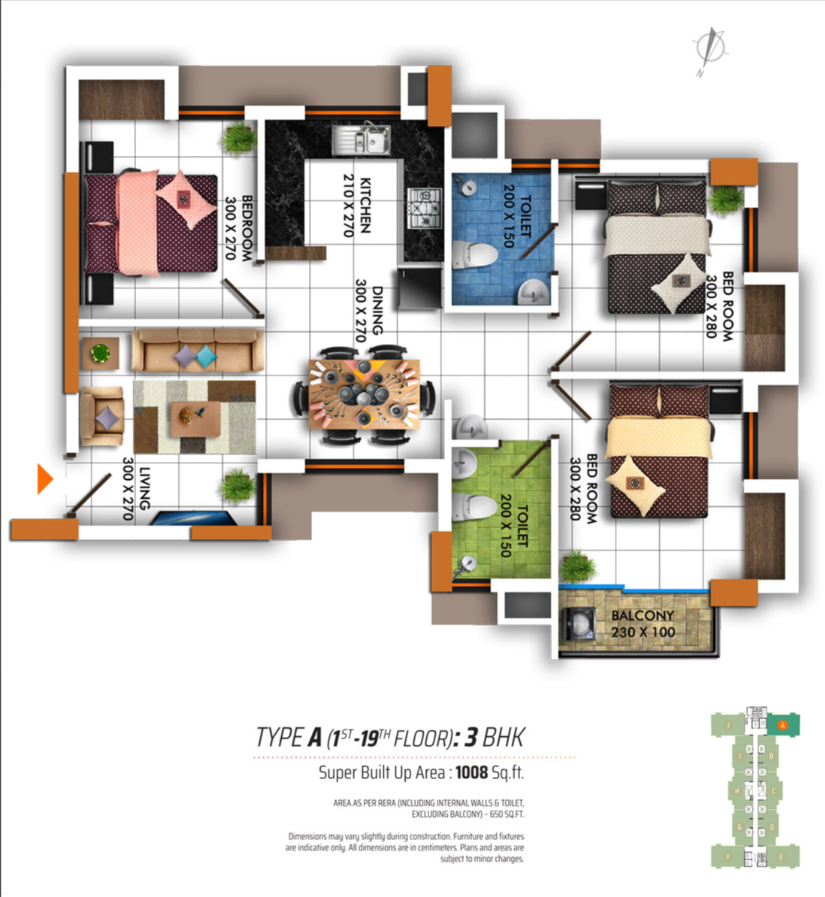 N
BEDROOM
300 X 270
KITCHEN
210 X 270
TOILET
200 X 150
BED ROOM
300 X 280
DINING
300 X 270
LIVING
300 X 270
TOILET
200 X 150
BED ROOM
300 X 280
BALCONY
230 X 100
TYPE A (1ST-19TH FLOOR): 3 BHK
Super Built Up Area : 1008 Sq.ft.
AREA AS PER RERA (INCLUDING INTERNAL WALLS & TOILET,
EXCLUDING BALCONY) - 650 SQ.FT.
Dimensions may vary slightly during construction. Furniture and fixtures
are indicative only. All dimensions are in centimeters. Plans and areas are
subject to minor changes.
J A
I B
H C
G D
F E